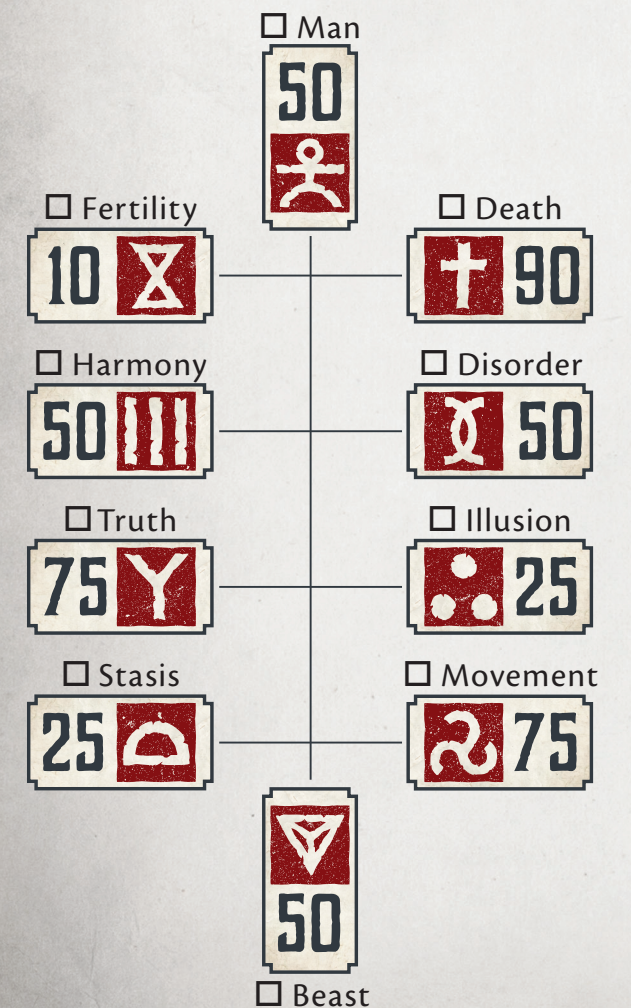 Man
50
Fertility
Death
10
90
Harmony
Disorder
50
50
Truth
Illusion
75
25
Stasis
Movement
25
75
50
Beast